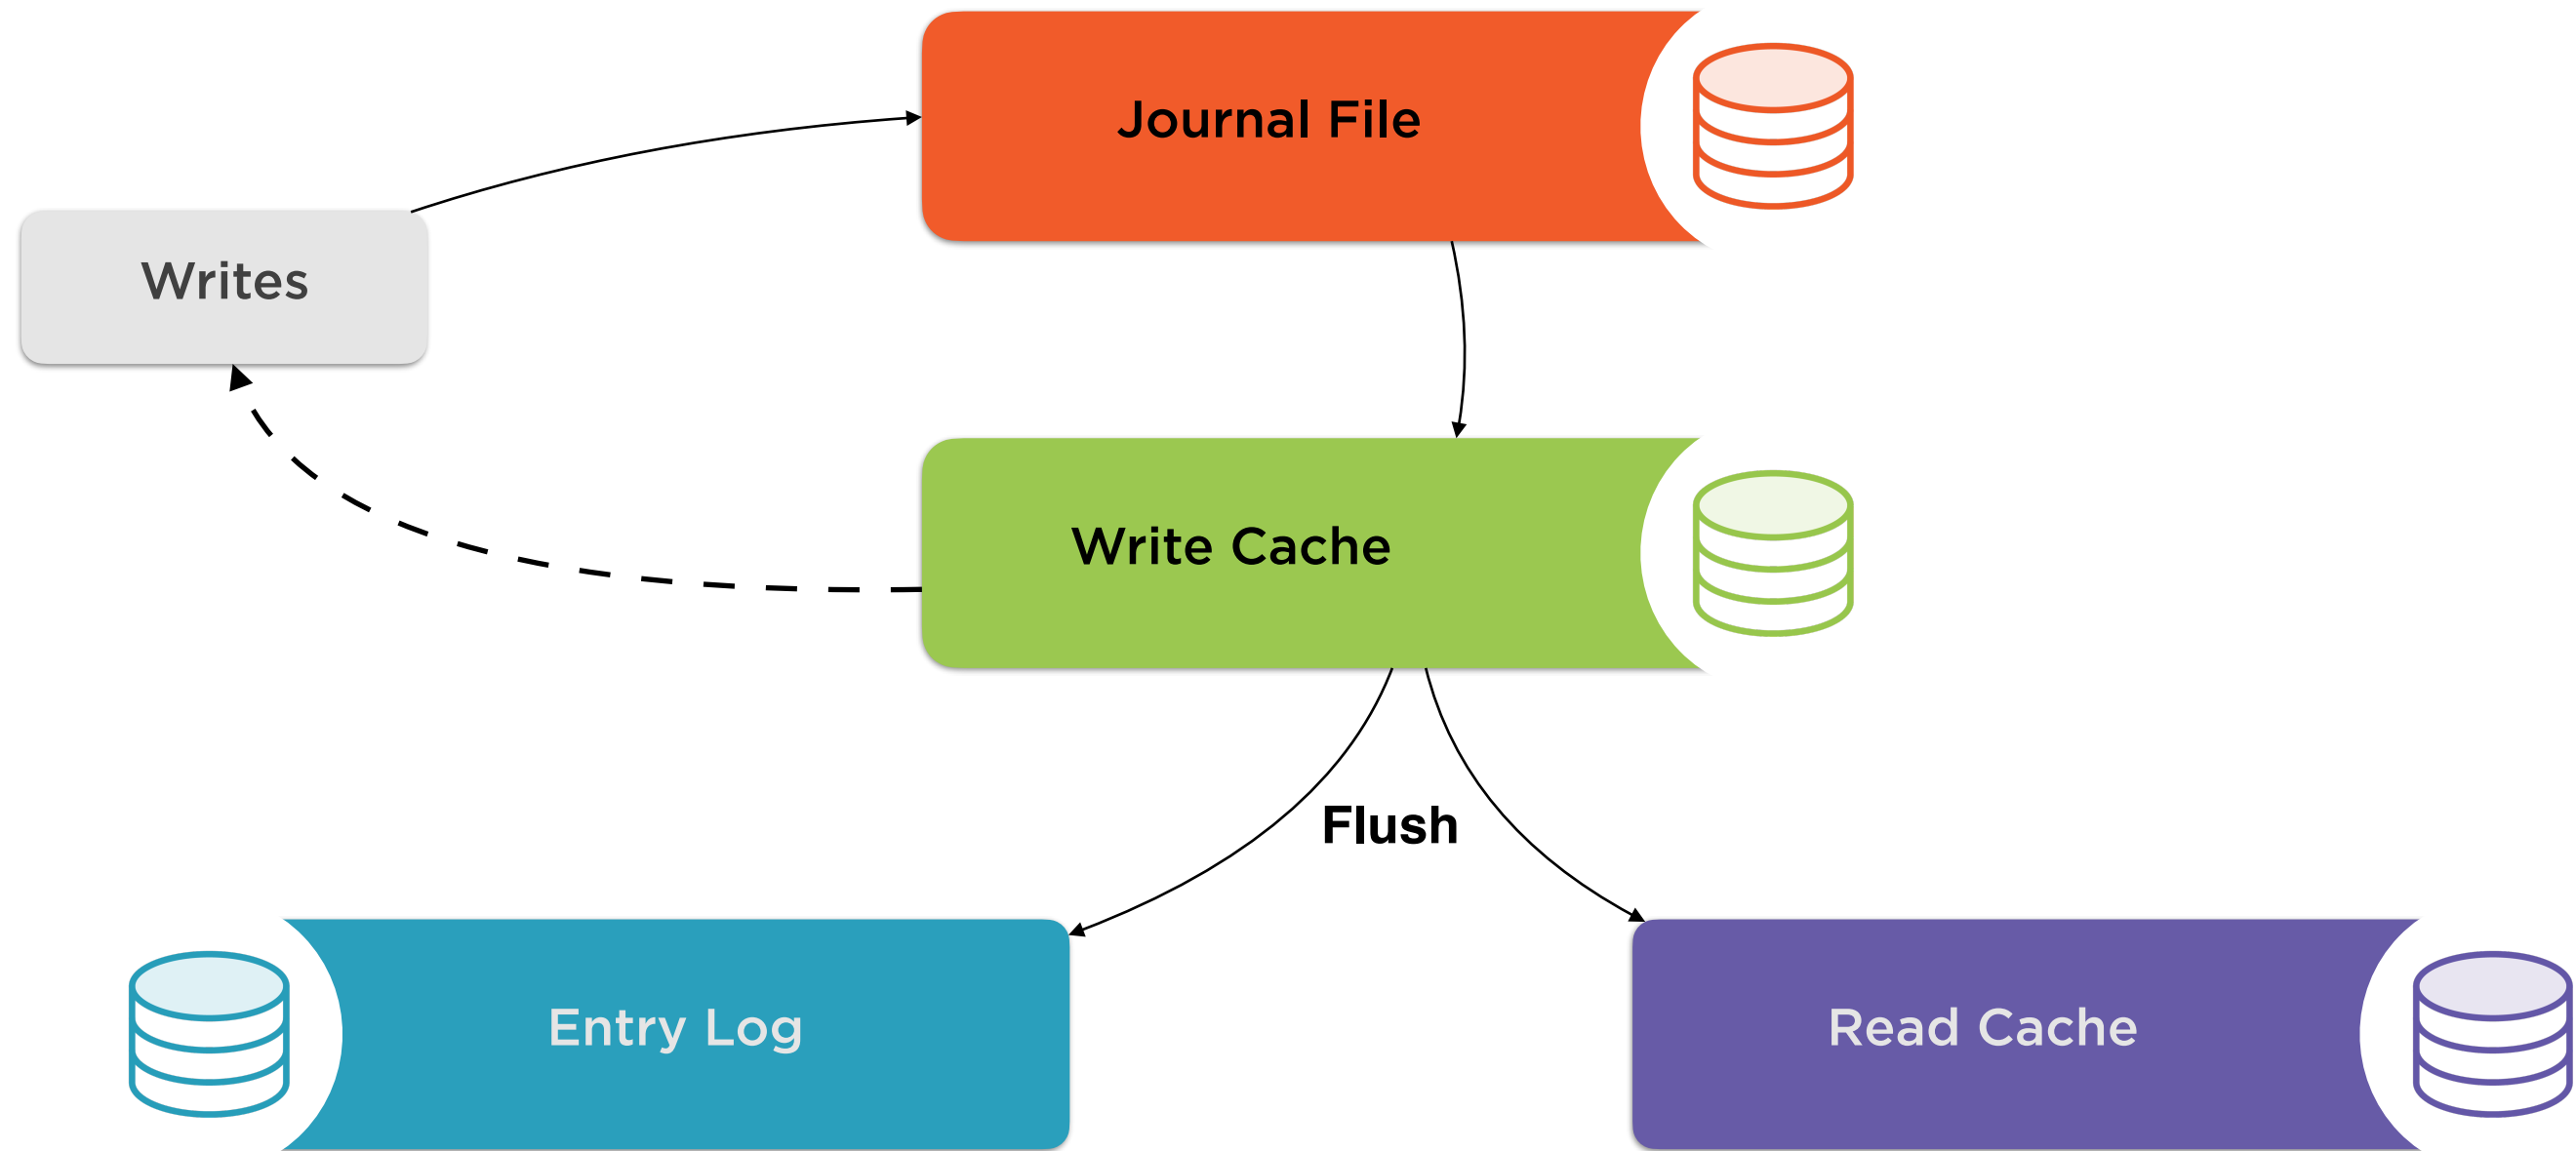 Journal File
Writes
Write Cache
Flush
Entry Log
Read Cache